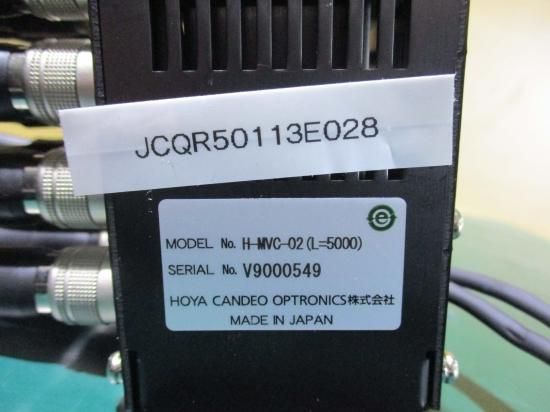 JCQR50113E028
e
MODEL No. H-MVC-02(L=5000)
SERIAL No. V9000549
HOYA CANDEO OPTRONICS株式会社
MADE IN JAPAN